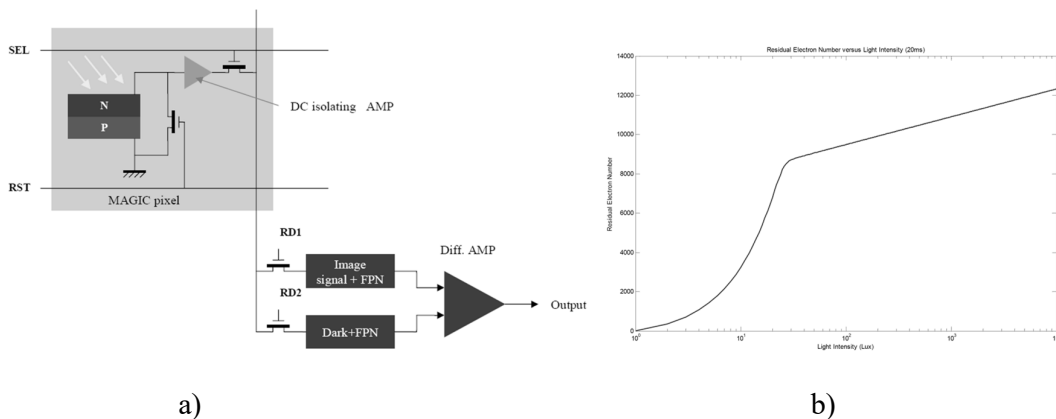 SEL
N
P
DC isolating AMP
RST
MAGIC pixel
RD1
Image
signal + FPN
RD2
Dark+FPN
Diff. AMP
Output
a)
Residual Electron Number versus Light Intensity (20ms)
Residual Electron Number
14000
12000
10000
8000
6000
4000
2000
0
10⁰ 10¹ 10² 10³
Light Intensity (Lux)
b)